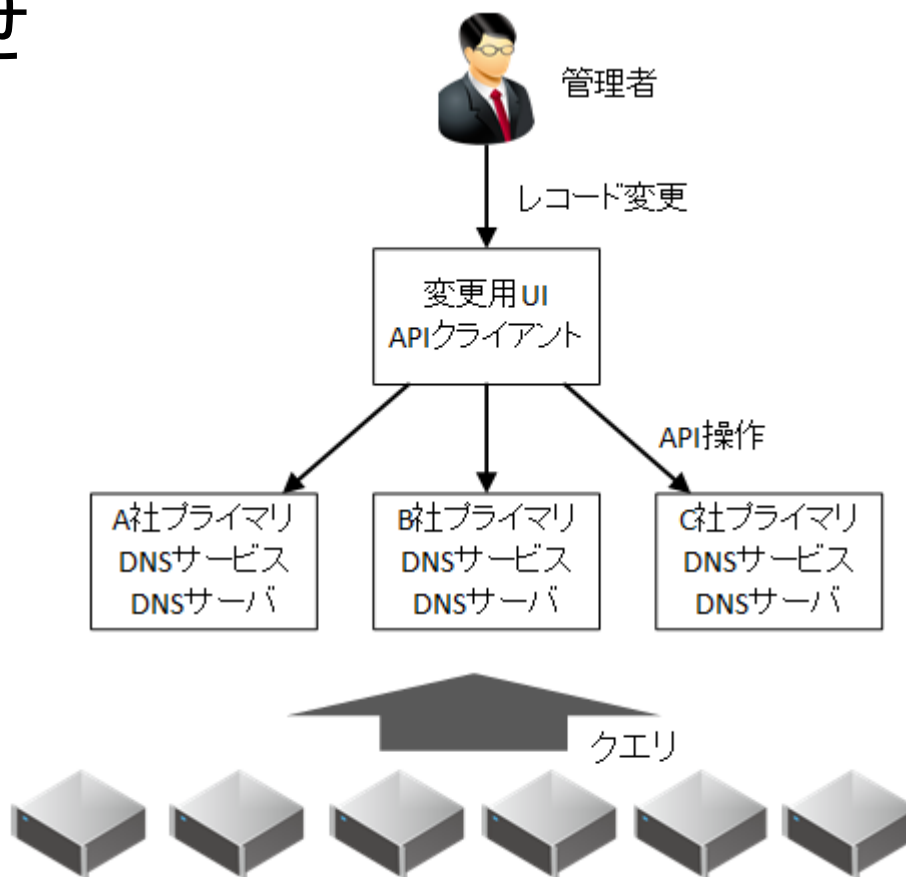 せ
管理者
レコード変更
変更用UI
APIクライアント
API操作
A社プライマリ
DNSサービス
DNSサーバ
B社プライマリ
DNSサービス
DNSサーバ
C社プライマリ
DNSサービス
DNSサーバ
クエリ